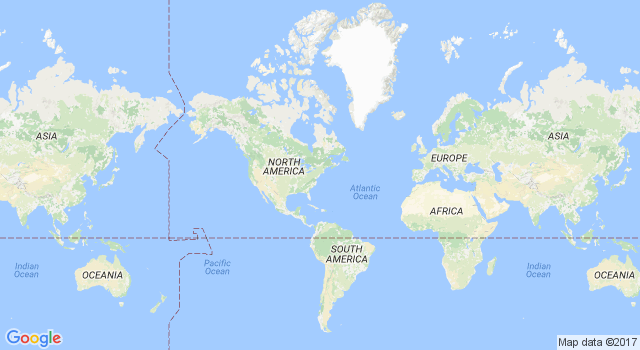 ASIA
NORTH
AMERICA
EUROPE
ASIA
Atlantic
Ocean
AFRICA
Indian
Ocean
OCEANIA
Pacific
Ocean
SOUTH
AMERICA
Indian
Ocean
OCEANIA
Google
Map data ©2017